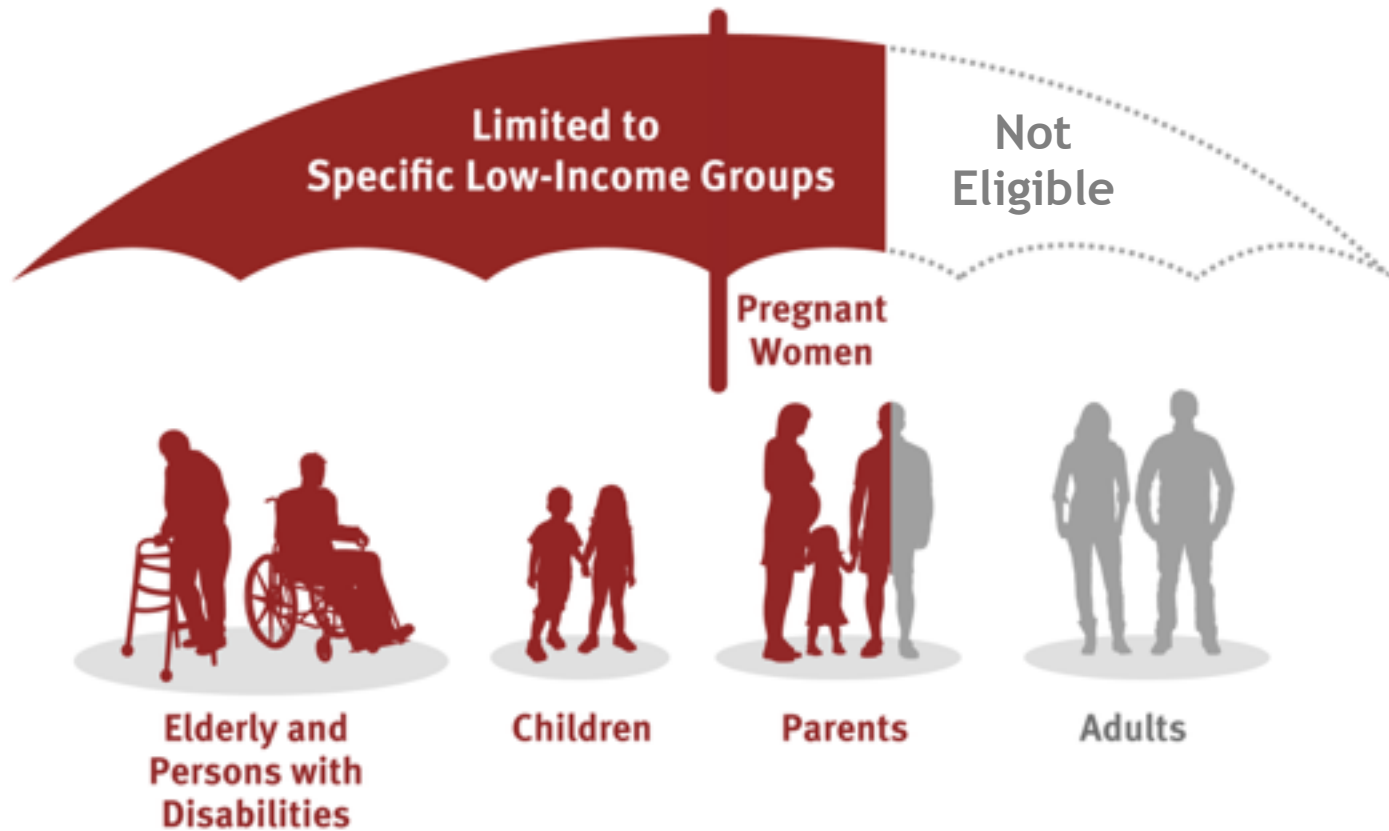 Limited to
Specific Low-Income Groups
Not
Eligible
Pregnant
Women
Elderly and
Persons with
Disabilities
Children
Parents
Adults